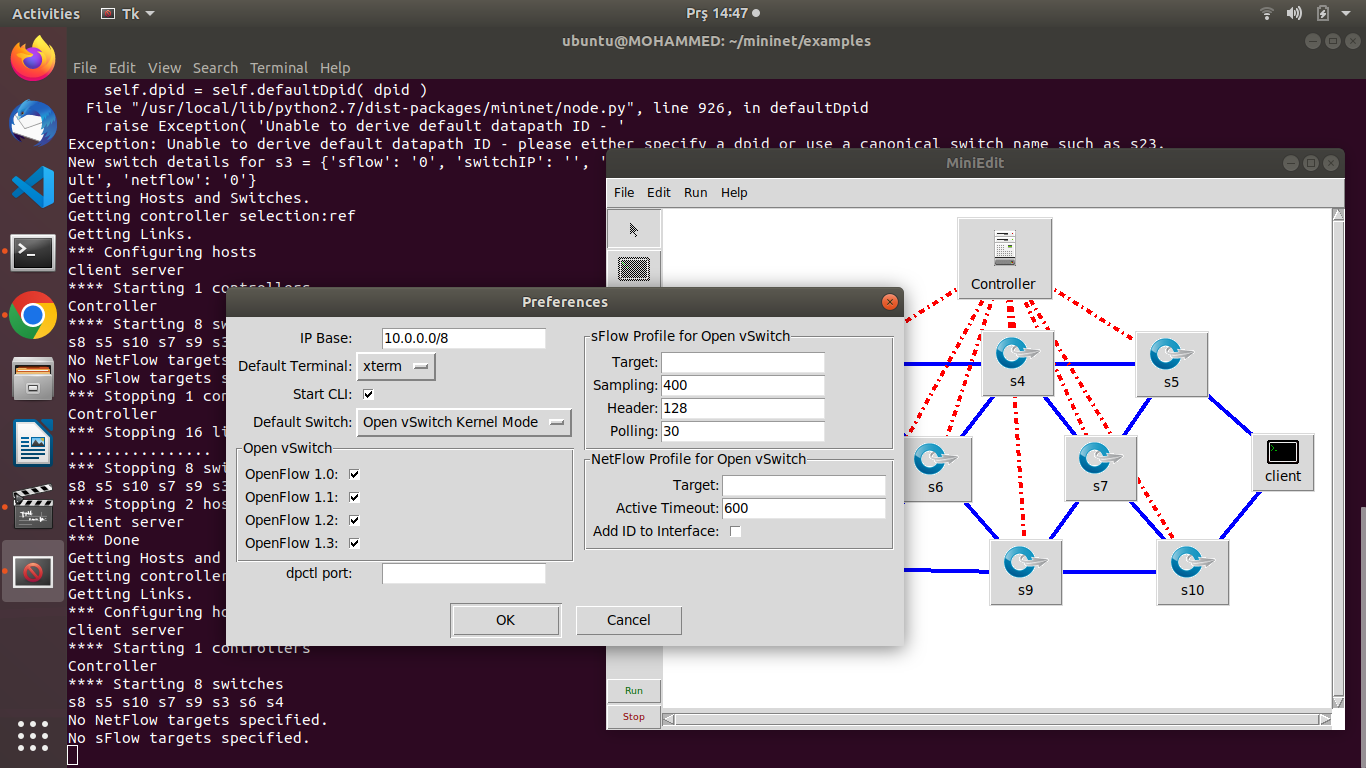 Activities
Tk
Prş 14:47
ubuntu@MOHAMMED: ~/mininet/examples
File Edit View Search Terminal Help
self.dpid = self.defaultDpid( dpid )
File "/usr/local/lib/python2.7/dist-packages/mininet/node.py", line 926, in defaultDpid
raise Exception( 'Unable to derive default datapath ID - '
Exception: Unable to derive default datapath ID - please either specify a dpid or use a canonical switch name such as s23.
New switch details for s3 = {'sflow': '0', 'switchIP': '', '
ult', 'netflow': '0'}
Getting Hosts and Switches.
Getting controller selection:ref
Getting Links.
*** Configuring hosts
client server
**** Starting 1 controllers
Controller
**** Starting 8 sw
s8 s5 s10 s7 s9 s3
No NetFlow targets
No sFlow targets s
*** Stopping 1 con
Controller
*** Stopping 16 li
................
*** Stopping 8 swi
s8 s5 s10 s7 s9 s3
*** Stopping 2 hos
client server
*** Done
Getting Hosts and
Getting controller
Getting Links.
*** Configuring ho
client server
**** Starting 1 controllers
Controller
**** Starting 8 switches
s8 s5 s10 s7 s9 s3 s6 s4
No NetFlow targets specified.
No sFlow targets specified.
MiniEdit
File Edit Run Help
Controller
s4
s5
s6
s7
client
s9
s10
Run
Stop
Preferences
IP Base: 10.0.0.0/8
Default Terminal: xterm
Start CLI:
Default Switch: Open vSwitch Kernel Mode
Open vSwitch
OpenFlow 1.0:
OpenFlow 1.1:
OpenFlow 1.2:
OpenFlow 1.3:
dpctl port:
sFlow Profile for Open vSwitch
Target:
Sampling: 400
Header: 128
Polling: 30
NetFlow Profile for Open vSwitch
Target:
Active Timeout: 600
Add ID to Interface:
OK
Cancel